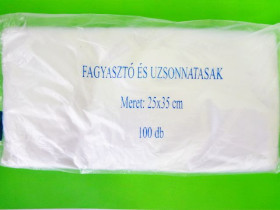 FAGYASZTÓ ÉS UZSONNATASAK
Meret: 25x35 cm
100 db